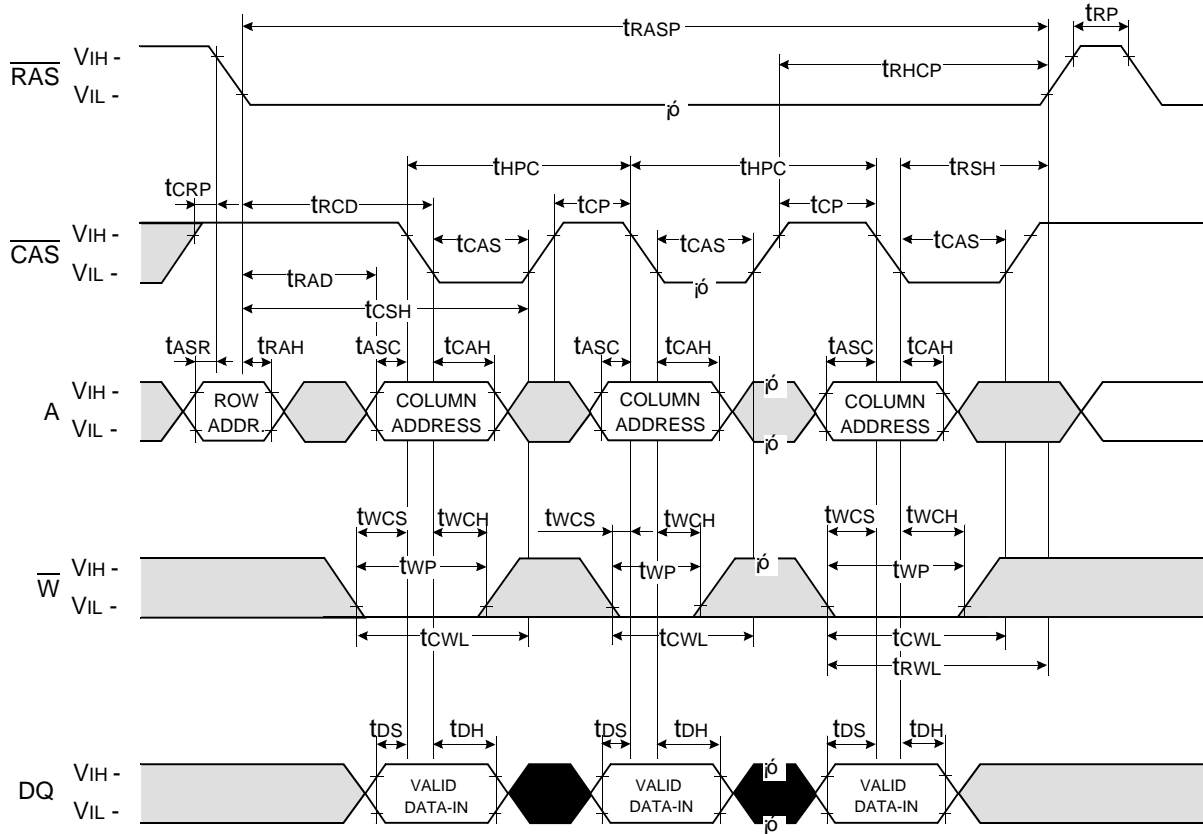 tRASP
tRP
RAS
VIH -
VIL -
tRHCP
¡ó
tHPC
tHPC
tRSH
tCRP
tRCD
tCP
tCP
CAS
VIH -
VIL -
tCAS
tCAS
tCAS
¡ó
tRAD
tCSH
tASR
tRAH
tASC
tCAH
tASC
tCAH
tASC
tCAH
A
VIH -
VIL -
ROW
ADDR.
COLUMN
ADDRESS
COLUMN
ADDRESS
¡ó
¡ó
COLUMN
ADDRESS
tWCS
tWCH
tWCS
tWCH
tWCS
tWCH
W
VIH -
VIL -
tWP
tWP
¡ó
tWP
tCWL
tCWL
tCWL
tRWL
tDS
tDH
tDS
tDH
tDS
tDH
DQ
VIH -
VIL -
VALID
DATA-IN
VALID
DATA-IN
¡ó
¡ó
VALID
DATA-IN